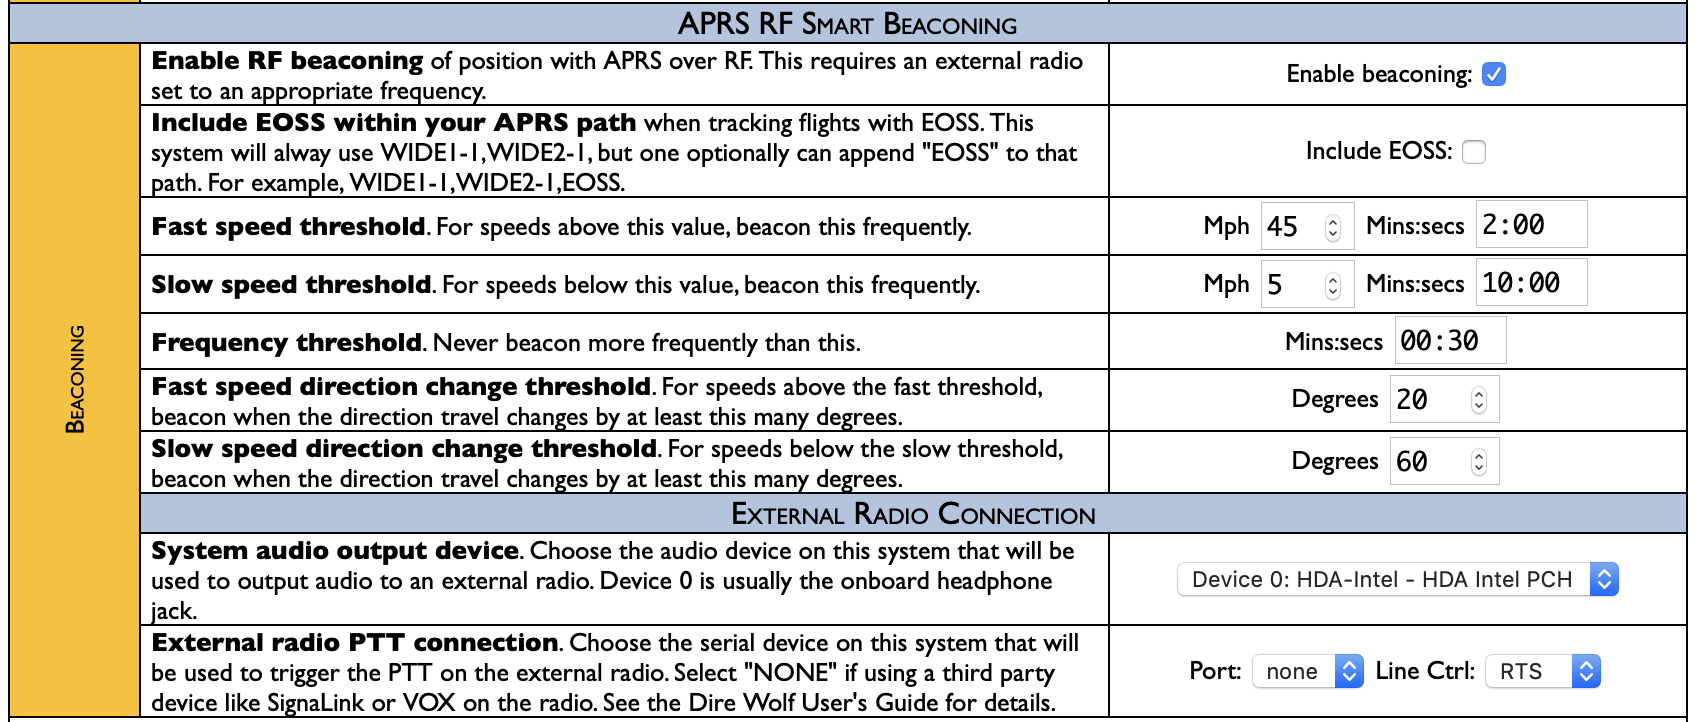 APRS RF Smart Beaconing
Beaconing
Enable RF beaconing of position with APRS over RF. This requires an external radio
set to an appropriate frequency.
Enable beaconing:
Include EOSS within your APRS path when tracking flights with EOSS. This
system will alway use WIDE1-1,WIDE2-1, but one optionally can append "EOSS" to that
path. For example, WIDE1-1,WIDE2-1,EOSS.
Include EOSS:
Fast speed threshold. For speeds above this value, beacon this frequently.
Mph 45 Mins:secs 2:00
Slow speed threshold. For speeds below this value, beacon this frequently.
Mph 5 Mins:secs 10:00
Frequency threshold. Never beacon more frequently than this.
Mins:secs 00:30
Fast speed direction change threshold. For speeds above the fast threshold,
beacon when the direction travel changes by at least this many degrees.
Degrees 20
Slow speed direction change threshold. For speeds below the slow threshold,
beacon when the direction travel changes by at least this many degrees.
Degrees 60
External Radio Connection
System audio output device. Choose the audio device on this system that will be
used to output audio to an external radio. Device 0 is usually the onboard headphone
jack.
Device 0: HDA-Intel - HDA Intel PCH
External radio PTT connection. Choose the serial device on this system that will
be used to trigger the PTT on the external radio. Select "NONE" if using a third party
device like SignaLink or VOX on the radio. See the Dire Wolf User's Guide for details.
Port: none Line Ctrl: RTS